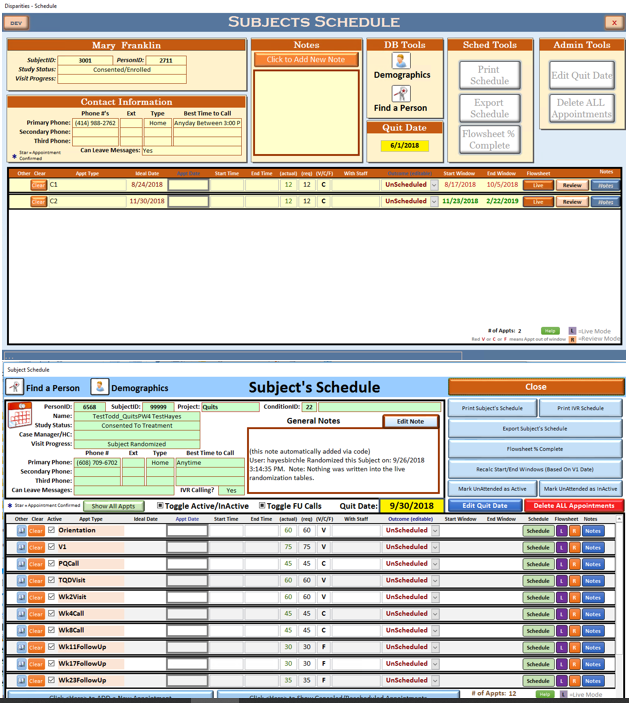 Disparities - Schedule
DEV SUBJECTS SCHEDULE X
Mary Franklin
SubjectID: 3001 PersonID: 2711
Study Status: Consented/Enrolled
Visit Progress:
Contact Information
Phone #'s Ext Type Best Time to Call
Primary Phone: (414) 988-2762 Home Anyday Between 3:00 P
Secondary Phone:
Third Phone:
Can Leave Messages: Yes
* Star = Appointment Confirmed
Notes
Click to Add New Note
DB Tools
Demographics
Find a Person
Quit Date
6/1/2018
Sched Tools
Print Schedule
Export Schedule
Flowsheet % Complete
Admin Tools
Edit Quit Date
Delete ALL Appointments
Other Clear Appt Type Ideal Date Appt Date Start Time End Time (actual) (req) (V/C/F) With Staff Outcome (editable) Start Window End Window Flowsheet Notes
Clear C1 8/24/2018 12 12 C UnScheduled 8/17/2018 10/5/2018 Live Review Notes
Clear C2 11/30/2018 12 12 C UnScheduled 11/23/2018 2/22/2019 Live Review Notes
# of Appts: 2 Help L =Live Mode
Red V or C or F means Appt out of window R =Review Mode
Subject Schedule
Find a Person Demographics Subject's Schedule Close
PersonID: 6568 SubjectID: 99999 Project: Quits ConditionID: 22
Name: TestTodd_QuitsPW4 TestHayes
Study Status: Consented To Treatment
Case Manager/HC:
Visit Progress: Subject Randomized
Phone # Ext Type Best Time to Call
Primary Phone: (608) 709-6702 Home Anytime
Secondary Phone:
Third Phone:
Can Leave Messages: IVR Calling? Yes
General Notes Edit Note
(this note automatically added via code)
User: hayesbirchle Randomized this Subject on: 9/26/2018
3:14:35 PM. Note: Nothing was written into the live
randomization tables.
Print Subject's Schedule Print IVR Schedule
Export Subject's Schedule
Flowsheet % Complete
Recalc Start/End Windows (Based On V1 Date)
Mark UnAttended as Active Mark UnAttended as InActive
* Star = Appointment Confirmed Show All Appts Toggle Active/InActive Toggle FU Calls Quit Date: 9/30/2018 Edit Quit Date Delete ALL Appointments
Other Clear Active Appt Type Ideal Date Appt Date Start Time End Time (actual) (req) (V/C/F) With Staff Outcome (editable) Start Window End Window Schedule Flowsheet Notes
Clear Orientation 60 60 V UnScheduled Schedule L R Notes
Clear V1 75 75 V UnScheduled Schedule L R Notes
Clear PQCall 45 45 C UnScheduled Schedule L R Notes
Clear TQDVisit 60 60 V UnScheduled Schedule L R Notes
Clear Wk2Visit 60 60 V UnScheduled Schedule L R Notes
Clear Wk4Call 45 45 C UnScheduled Schedule L R Notes
Clear Wk8Call 45 45 C UnScheduled Schedule L R Notes
Clear Wk11FollowUp 30 30 F UnScheduled Schedule L R Notes
Clear Wk17FollowUp 30 30 F UnScheduled Schedule L R Notes
Clear Wk23FollowUp 35 35 F UnScheduled Schedule L R Notes
# of Appts: 12 Help L =Live Mode